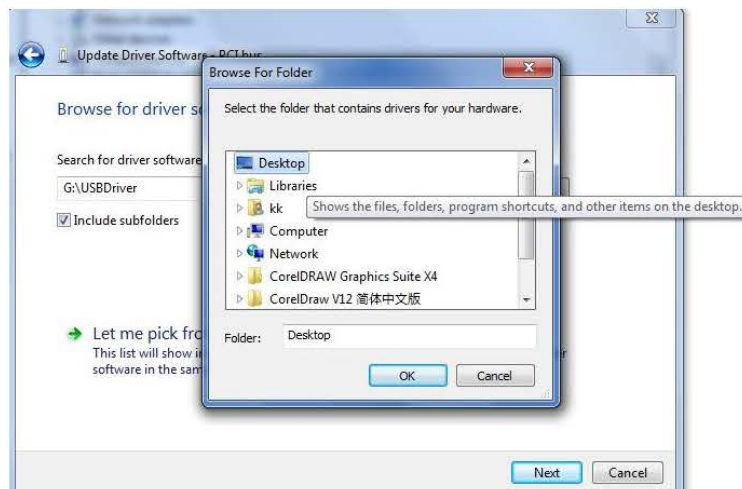 Update Driver Software - PCI bus
Browse For Folder
Browse for driver
Select the folder that contains drivers for your hardware.
Search for driver software
G:\USBDriver
Include subfolders
Desktop
Libraries
kk
Shows the files, folders, program shortcuts, and other items on the desktop.
Computer
Network
CorelDRAW Graphics Suite X4
CorelDraw V12 简体中文版
Let me pick
This list will show
software in the
Folder:
Desktop
OK
Cancel
Next
Cancel